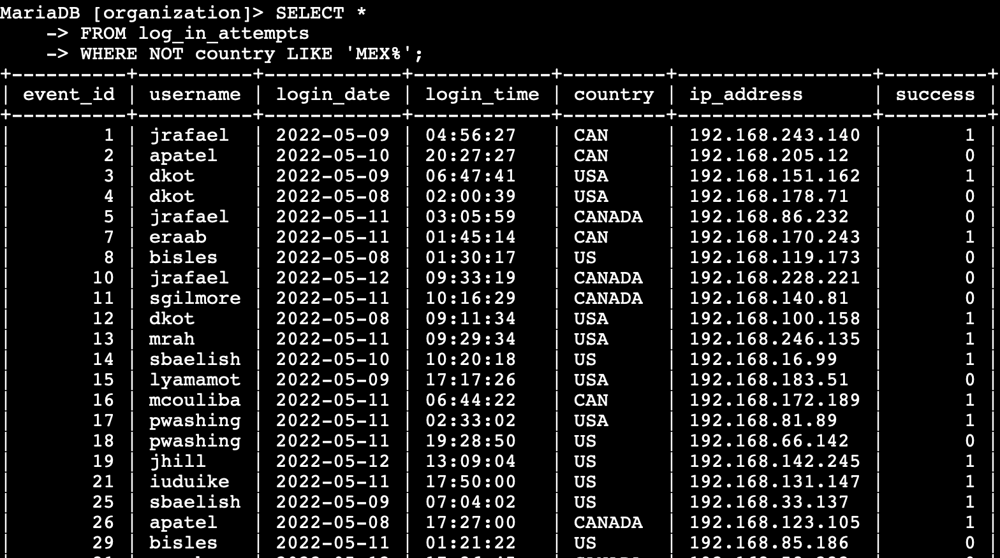 MariaDB [organization]> SELECT *
    -> FROM log_in_attempts
    -> WHERE NOT country LIKE 'MEX%';
+----------+----------+------------+------------+---------+-----------------+---------+
| event_id | username | login_date | login_time | country | ip_address      | success |
+----------+----------+------------+------------+---------+-----------------+---------+
|        1 | jrafael  | 2022-05-09 | 04:56:27   | CAN     | 192.168.243.140 |       1 |
|        2 | apatel   | 2022-05-10 | 20:27:27   | CAN     | 192.168.205.12  |       0 |
|        3 | dkot     | 2022-05-09 | 06:47:41   | USA     | 192.168.151.162 |       1 |
|        4 | dkot     | 2022-05-08 | 02:00:39   | USA     | 192.168.178.71  |       0 |
|        5 | jrafael  | 2022-05-11 | 03:05:59   | CANADA  | 192.168.86.232  |       0 |
|        7 | eraab    | 2022-05-11 | 01:45:14   | CAN     | 192.168.170.243 |       1 |
|        8 | bisles   | 2022-05-08 | 01:30:17   | US      | 192.168.119.173 |       0 |
|       10 | jrafael  | 2022-05-12 | 09:33:19   | CANADA  | 192.168.228.221 |       0 |
|       11 | sgilmore | 2022-05-11 | 10:16:29   | CANADA  | 192.168.140.81  |       0 |
|       12 | dkot     | 2022-05-08 | 09:11:34   | USA     | 192.168.100.158 |       1 |
|       13 | mrah     | 2022-05-11 | 09:29:34   | USA     | 192.168.246.135 |       1 |
|       14 | sbaelish | 2022-05-10 | 10:20:18   | US      | 192.168.16.99   |       1 |
|       15 | lyamamot | 2022-05-09 | 17:17:26   | USA     | 192.168.183.51  |       0 |
|       16 | mcouliba | 2022-05-11 | 06:44:22   | CAN     | 192.168.172.189 |       1 |
|       17 | pwashing | 2022-05-11 | 02:33:02   | USA     | 192.168.81.89   |       1 |
|       18 | pwashing | 2022-05-11 | 19:28:50   | US      | 192.168.66.142  |       0 |
|       19 | jhill    | 2022-05-12 | 13:09:04   | US      | 192.168.142.245 |       1 |
|       21 | iuduike  | 2022-05-11 | 17:50:00   | US      | 192.168.131.147 |       1 |
|       25 | sbaelish | 2022-05-09 | 07:04:02   | US      | 192.168.33.137  |       1 |
|       26 | apatel   | 2022-05-08 | 17:27:00   | CANADA  | 192.168.123.105 |       1 |
|       29 | bisles   | 2022-05-11 | 01:21:22   | US      | 192.168.85.186  |       0 |